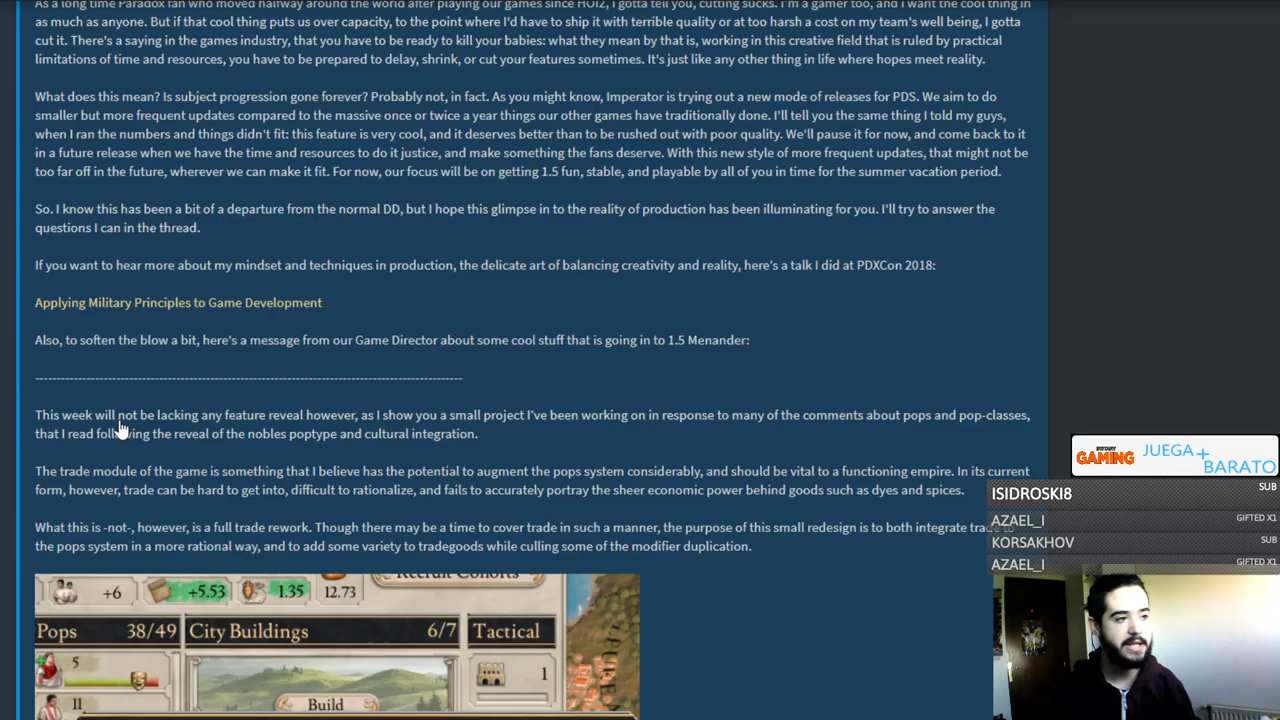 As a long time Paradox fan who moved halfway around the world after playing our games since HOI2, I gotta tell you, cutting sucks. I'm a gamer too, and I want the cool thing in
as much as anyone. But if that cool thing puts us over capacity, to the point where I'd have to ship it with terrible quality or at too harsh a cost on my team's well being, I gotta
cut it. There's a saying in the games industry, that you have to be ready to kill your babies: what they mean by that is, working in this creative field that is ruled by practical
limitations of time and resources, you have to be prepared to delay, shrink, or cut your features sometimes. It's just like any other thing in life where hopes meet reality.
What does this mean? Is subject progression gone forever? Probably not, in fact. As you might know, Imperator is trying out a new mode of releases for PDS. We aim to do
smaller but more frequent updates compared to the massive once or twice a year things our other games have traditionally done. I'll tell you the same thing I told my guys,
when I ran the numbers and things didn't fit: this feature is very cool, and it deserves better than to be rushed out with poor quality. We'll pause it for now, and come back to it
in a future release when we have the time and resources to do it justice, and make something the fans deserve. With this new style of more frequent updates, that might not be
too far off in the future, wherever we can make it fit. For now, our focus will be on getting 1.5 fun, stable, and playable by all of you in time for the summer vacation period.
So. I know this has been a bit of a departure from the normal DD, but I hope this glimpse in to the reality of production has been illuminating for you. I'll try to answer the
questions I can in the thread.
If you want to hear more about my mindset and techniques in production, the delicate art of balancing creativity and reality, here's a talk I did at PDXCon 2018:
Applying Military Principles to Game Development
Also, to soften the blow a bit, here's a message from our Game Director about some cool stuff that is going in to 1.5 Menander:
This week will not be lacking any feature reveal however, as I show you a small project I've been working on in response to many of the comments about pops and pop-classes,
that I read following the reveal of the nobles poptype and cultural integration.
The trade module of the game is something that I believe has the potential to augment the pops system considerably, and should be vital to a functioning empire. In its current
form, however, trade can be hard to get into, difficult to rationalize, and fails to accurately portray the sheer economic power behind goods such as dyes and spices.
What this is -not-, however, is a full trade rework. Though there may be a time to cover trade in such a manner, the purpose of this small redesign is to both integrate trade to
the pops system in a more rational way, and to add some variety to tradegoods while culling some of the modifier duplication.
Recruit Cohorts
+6 +5.53 1.35 12.73
Pops 38/49 City Buildings 6/7 Tactical
5
1
11
Build
INSTANT GAMING JUEGA+
BARATO
ISIDROSKI8 SUB
AZAEL_I GIFTED X1
KORSAKHOV SUB
AZAEL_I GIFTED X1